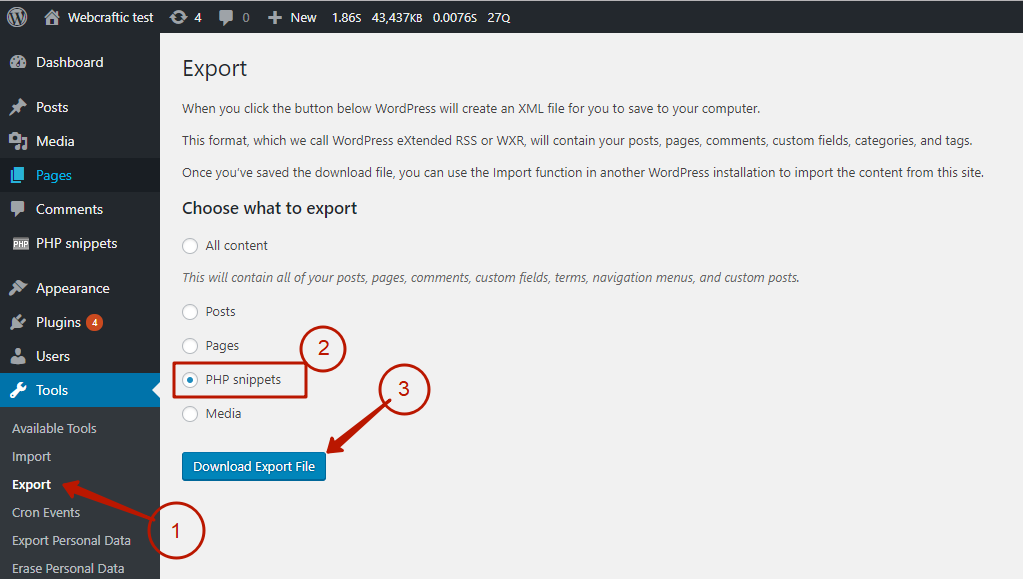 Webcraftic test 4 0 New 1.86s 43,437KB 0.0076s 27Q
Dashboard
Posts
Media
Pages
Comments
PHP PHP snippets
Appearance
Plugins 4
Users
Tools
Available Tools
Import
Export
Cron Events
Export Personal Data
Erase Personal Data
Export
When you click the button below WordPress will create an XML file for you to save to your computer.
This format, which we call WordPress eXtended RSS or WXR, will contain your posts, pages, comments, custom fields, categories, and tags.
Once you've saved the download file, you can use the Import function in another WordPress installation to import the content from this site.
Choose what to export
All content
This will contain all of your posts, pages, comments, custom fields, terms, navigation menus, and custom posts.
Posts
Pages
2
PHP snippets
3
Media
Download Export File
1